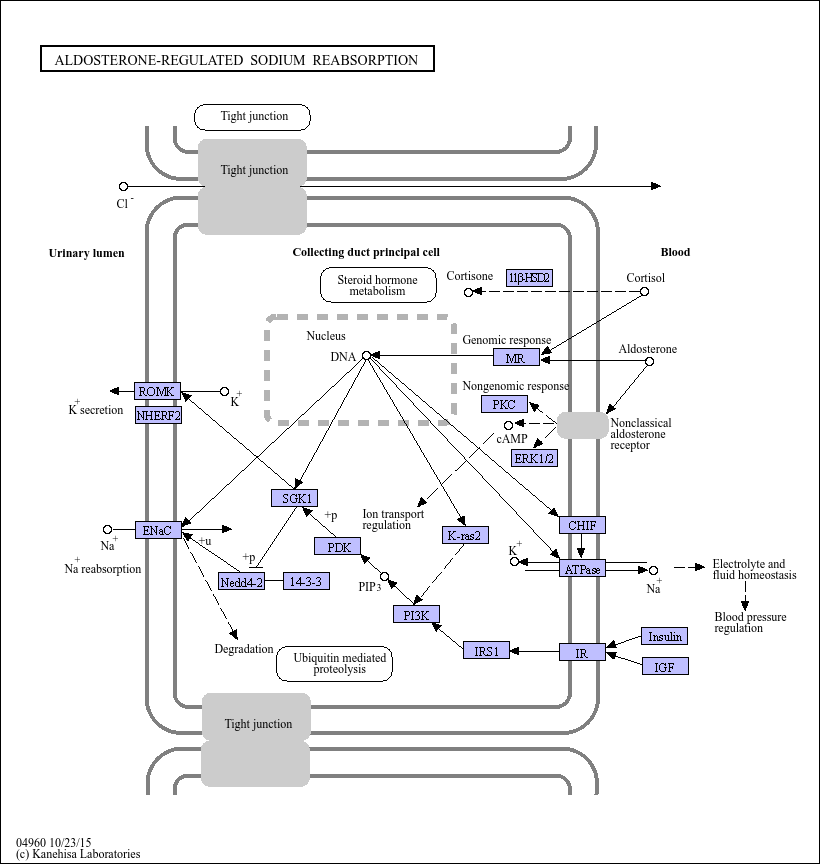 ALDOSTERONE-REGULATED SODIUM REABSORPTION
Tight junction
Tight junction
Cl-
Urinary lumen
Collecting duct principal cell
Blood
Steroid hormone
metabolism
Cortisone
11β-HSD2
Cortisol
Nucleus
DNA
Genomic response
MR
Aldosterone
Nongenomic response
ROMK
K+
K+ secretion
NHERF2
PKC
cAMP
ERK1/2
Nonclassical
aldosterone
receptor
SGK1
+p
Ion transport
regulation
CHIF
ENaC
Na+
+u
Na+ reabsorption
PDK
K-ras2
K+
ATPase
Na+
Electrolyte and
fluid homeostasis
+p
Nedd4-2
14-3-3
PIP3
PI3K
Blood pressure
regulation
Degradation
Ubiquitin mediated
proteolysis
IRS1
IR
Insulin
IGF
Tight junction
04960 10/23/15
(c) Kanehisa Laboratories